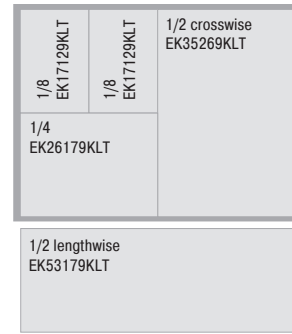 1/8
EK17129KLT
1/8
EK17129KLT
1/2 crosswise
EK35269KLT
1/4
EK26179KLT
1/2 lengthwise
EK53179KLT